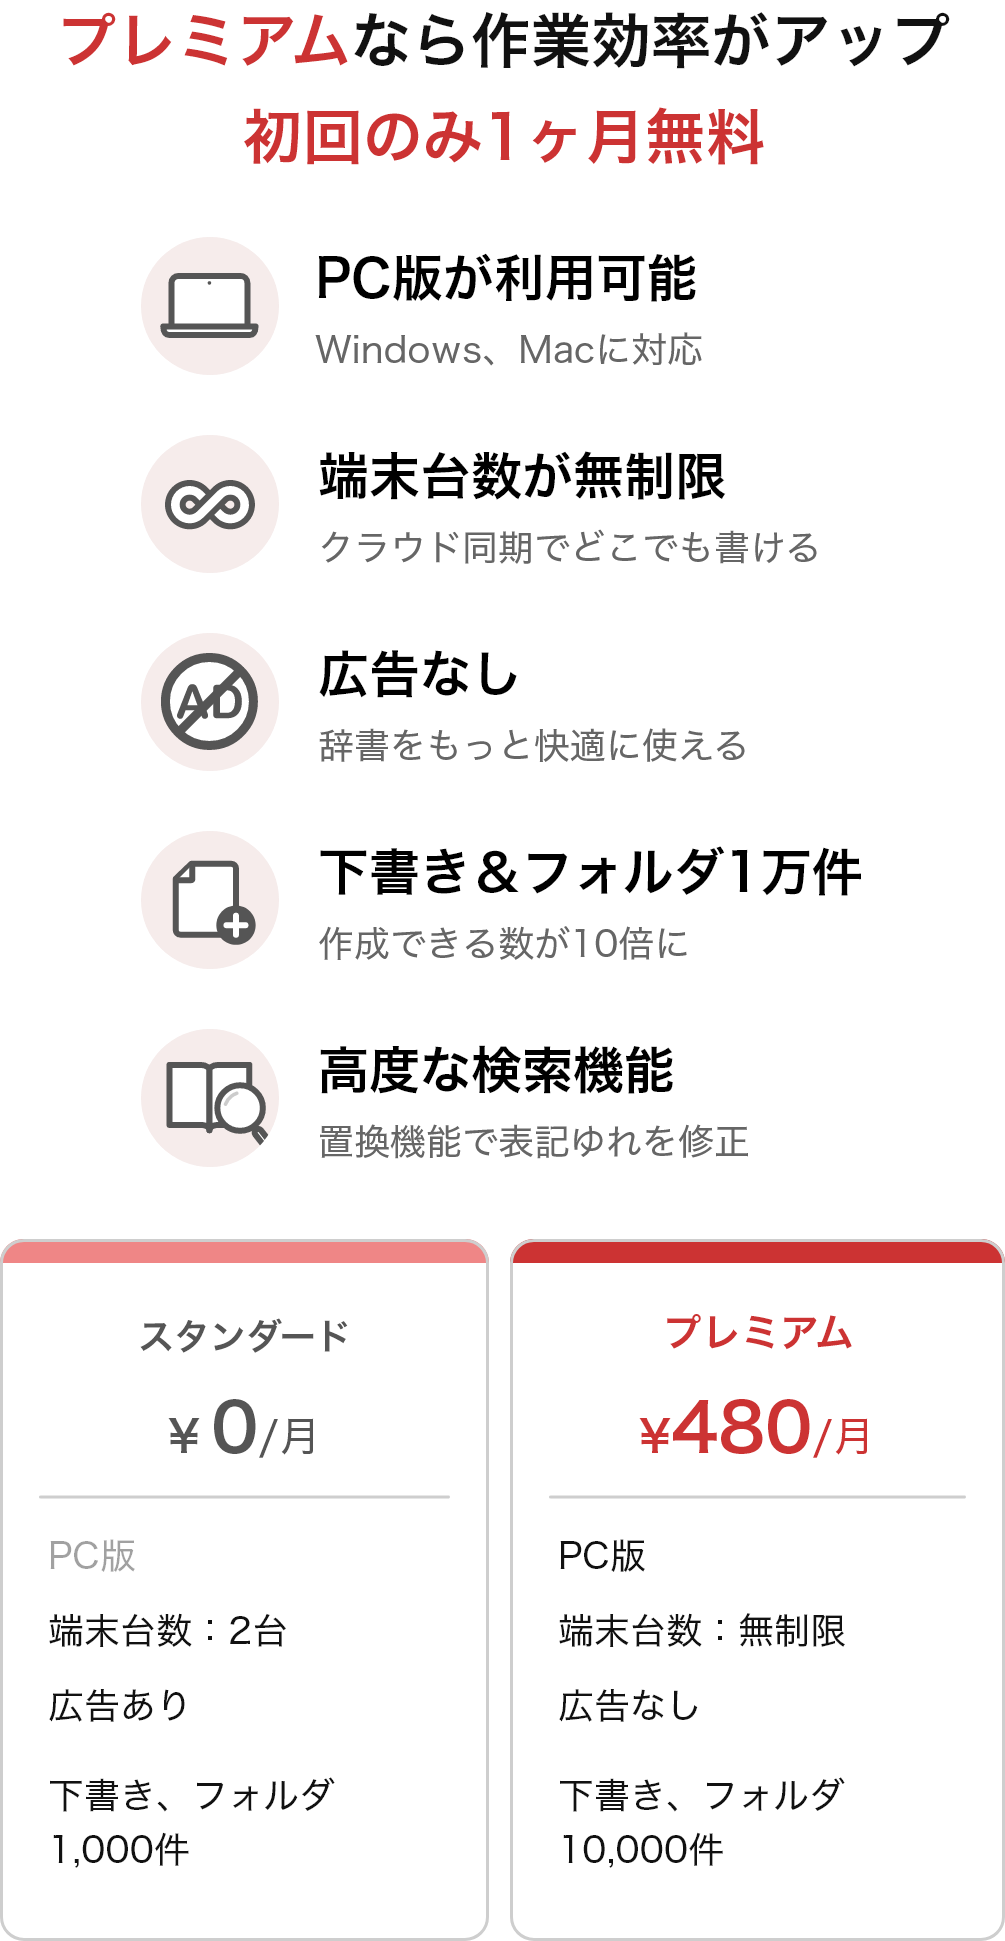 プレミアムなら作業効率がアップ
初回のみ1ヶ月無料
PC版が利用可能
Windows、Macに対応
端末台数が無制限
クラウド同期でどこでも書ける
AD
広告なし
辞書をもっと快適に使える
下書き＆フォルダ1万件
作成できる数が10倍に
高度な検索機能
置換機能で表記ゆれを修正
スタンダード
¥0/月
PC版
端末台数：2台
広告あり
下書き、フォルダ
1,000件
プレミアム
¥480/月
PC版
端末台数：無制限
広告なし
下書き、フォルダ
10,000件